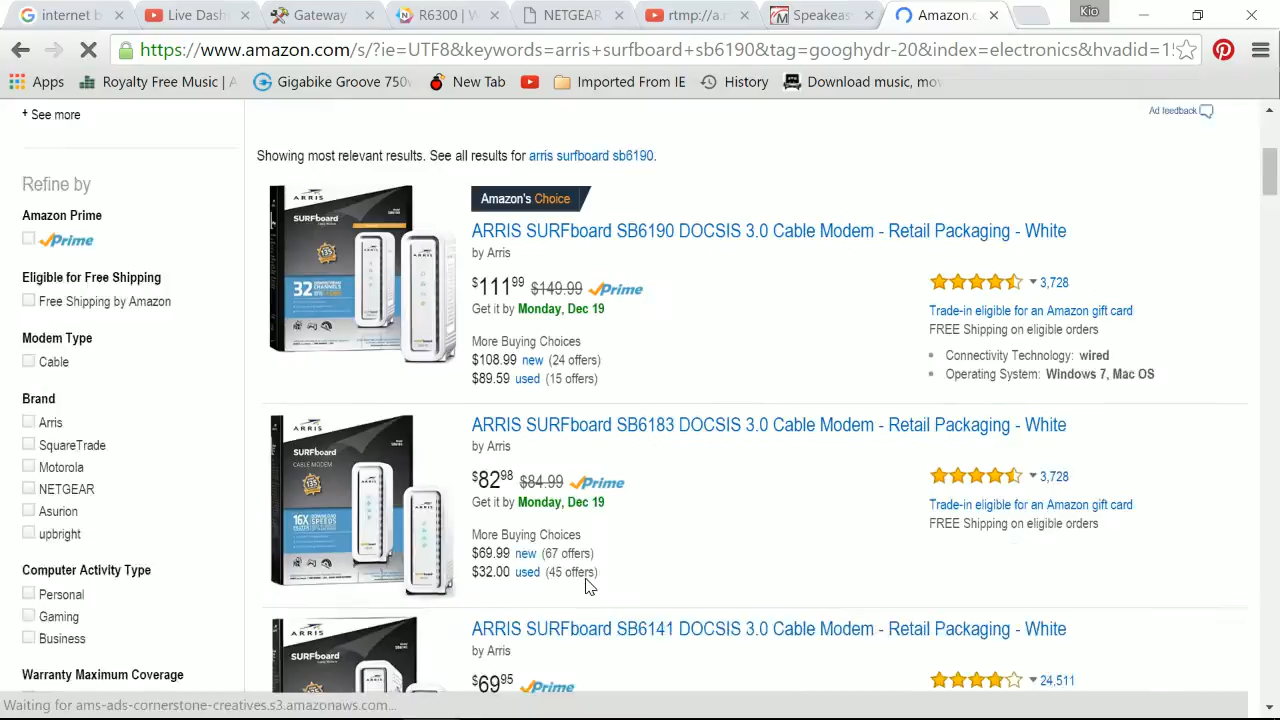 internet b
Live Dash
Gateway
R6300 | W
NETGEAR
rtmp://a.r
Speakeas
Amazon.c
Kio
https://www.amazon.com/s/?ie=UTF8&keywords=arris+surfboard+sb6190&tag=googhydr-20&index=electronics&hvadid=1
Apps
Royalty Free Music | A
Gigabike Groove 750
New Tab
Imported From IE
History
Download music, mov
+ See more
Ad feedback
Showing most relevant results. See all results for arris surfboard sb6190.
Refine by
Amazon Prime
Prime
Eligible for Free Shipping
Free Shipping by Amazon
Modem Type
Cable
Brand
Arris
SquareTrade
Motorola
NETGEAR
Asurion
upbright
Computer Activity Type
Personal
Gaming
Business
Warranty Maximum Coverage
ARRIS
SURFboard
32
Amazon's Choice
ARRIS SURFboard SB6190 DOCSIS 3.0 Cable Modem - Retail Packaging - White
by Arris
$111.99 $149.99 Prime
Get it by Monday, Dec 19
More Buying Choices
$108.99 new (24 offers)
$89.59 used (15 offers)
3,728
Trade-in eligible for an Amazon gift card
FREE Shipping on eligible orders
Connectivity Technology: wired
Operating System: Windows 7, Mac OS
ARRIS
SURFboard
CABLE MODEM
16X
ARRIS SURFboard SB6183 DOCSIS 3.0 Cable Modem - Retail Packaging - White
by Arris
$82.98 $84.99 Prime
Get it by Monday, Dec 19
More Buying Choices
$69.99 new (67 offers)
$32.00 used (45 offers)
3,728
Trade-in eligible for an Amazon gift card
FREE Shipping on eligible orders
ARRIS
SURFboard
ARRIS SURFboard SB6141 DOCSIS 3.0 Cable Modem - Retail Packaging - White
by Arris
$69.95 Prime
24,511
Waiting for ams-ads-cornerstone-creatives.s3.amazonaws.com...